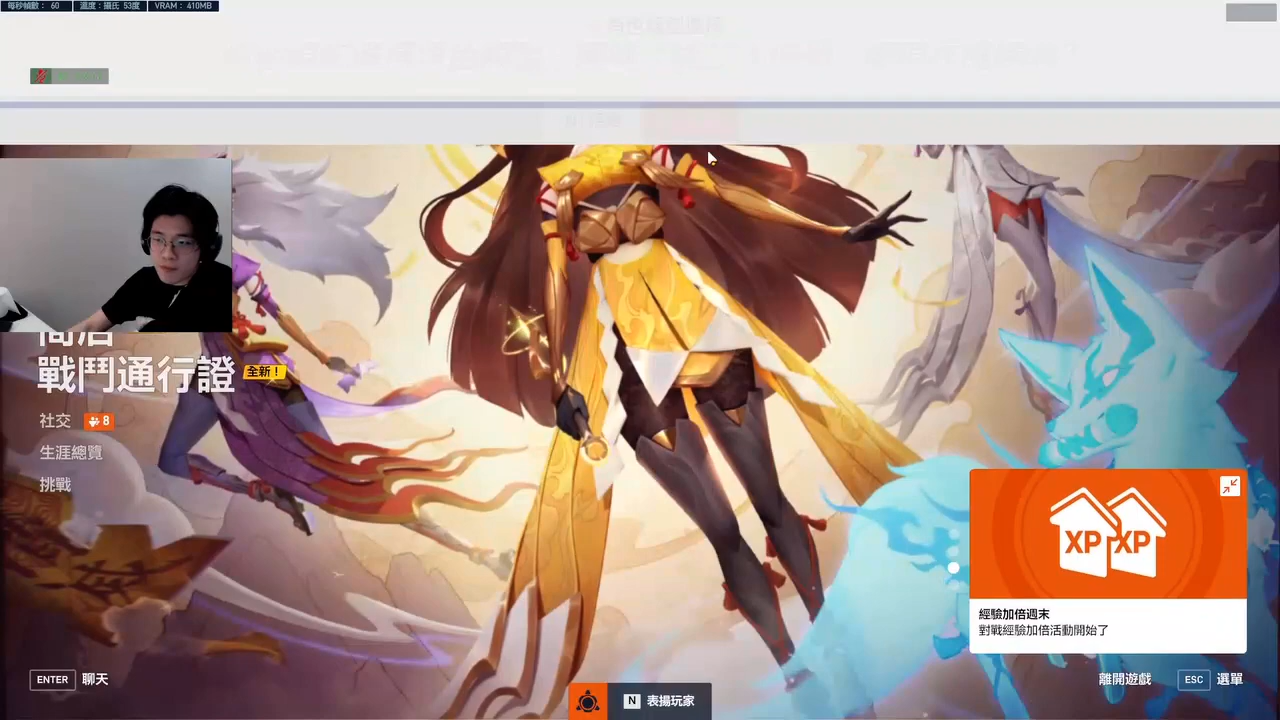 每秒幀數： 60 溫度：攝氏 53度 VRAM： 410MB
商店
戰鬥通行證 全新！
社交 8
生涯總覽
挑戰
XP XP
經驗加倍週末
對戰經驗加倍活動開始了
ENTER 聊天
N 表揚玩家
離開遊戲 ESC 選單